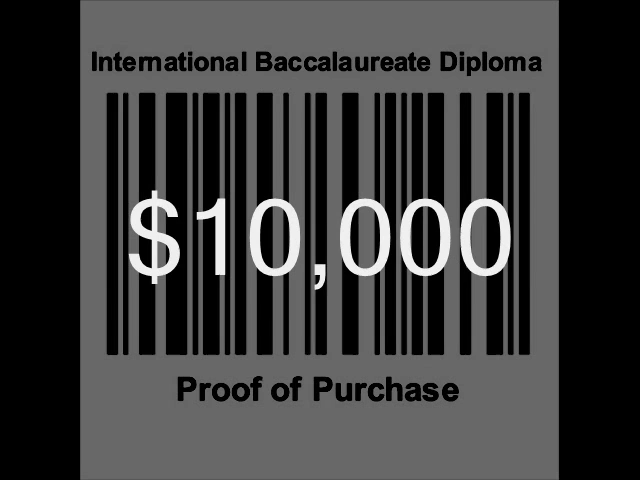 International Baccalaureate Diploma
$10,000
Proof of Purchase